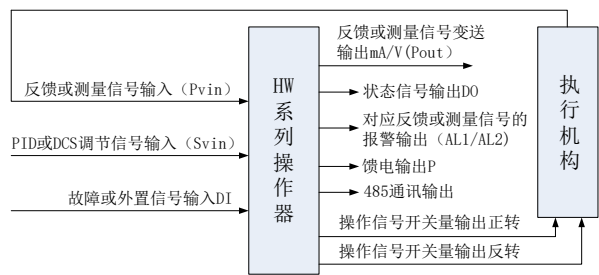 反馈或测量信号变送
输出mA/V(Pout)
反馈或测量信号输入（Pvin）
状态信号输出DO
对应反馈或测量信号的
报警输出（AL1/AL2)
PID或DCS调节信号输入（Svin）
馈电输出P
485通讯输出
故障或外置信号输入DI
操作信号开关量输出正转
操作信号开关量输出反转
HW
系
列
操
作
器
执
行
机
构